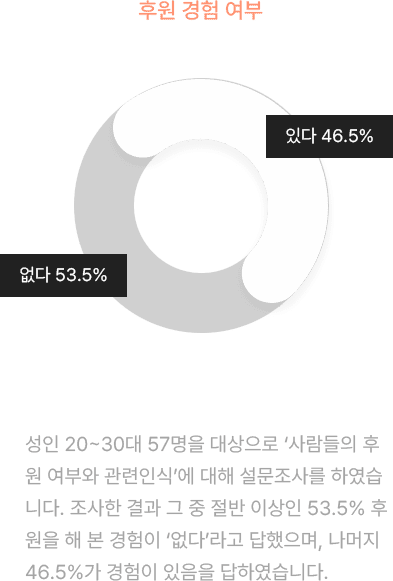 후원 경험 여부
있다 46.5%
없다 53.5%
성인 20~30대 57명을 대상으로 ‘사람들의 후
원 여부와 관련인식’에 대해 설문조사를 하였습
니다. 조사한 결과 그 중 절반 이상인 53.5% 후
원을 해 본 경험이 ‘없다’라고 답했으며, 나머지
46.5%가 경험이 있음을 답하였습니다.